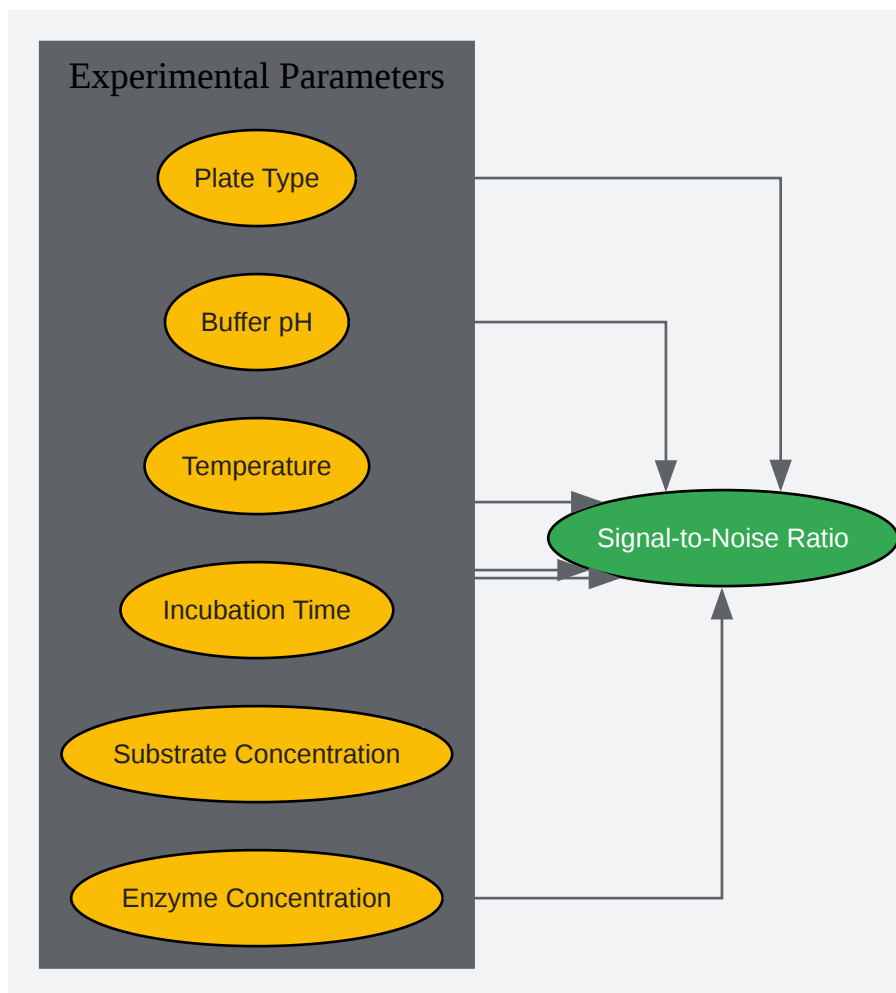 Experimental Parameters
Plate Type
Buffer pH
Temperature
Signal-to-Noise Ratio
Incubation Time
Substrate Concentration
Enzyme Concentration